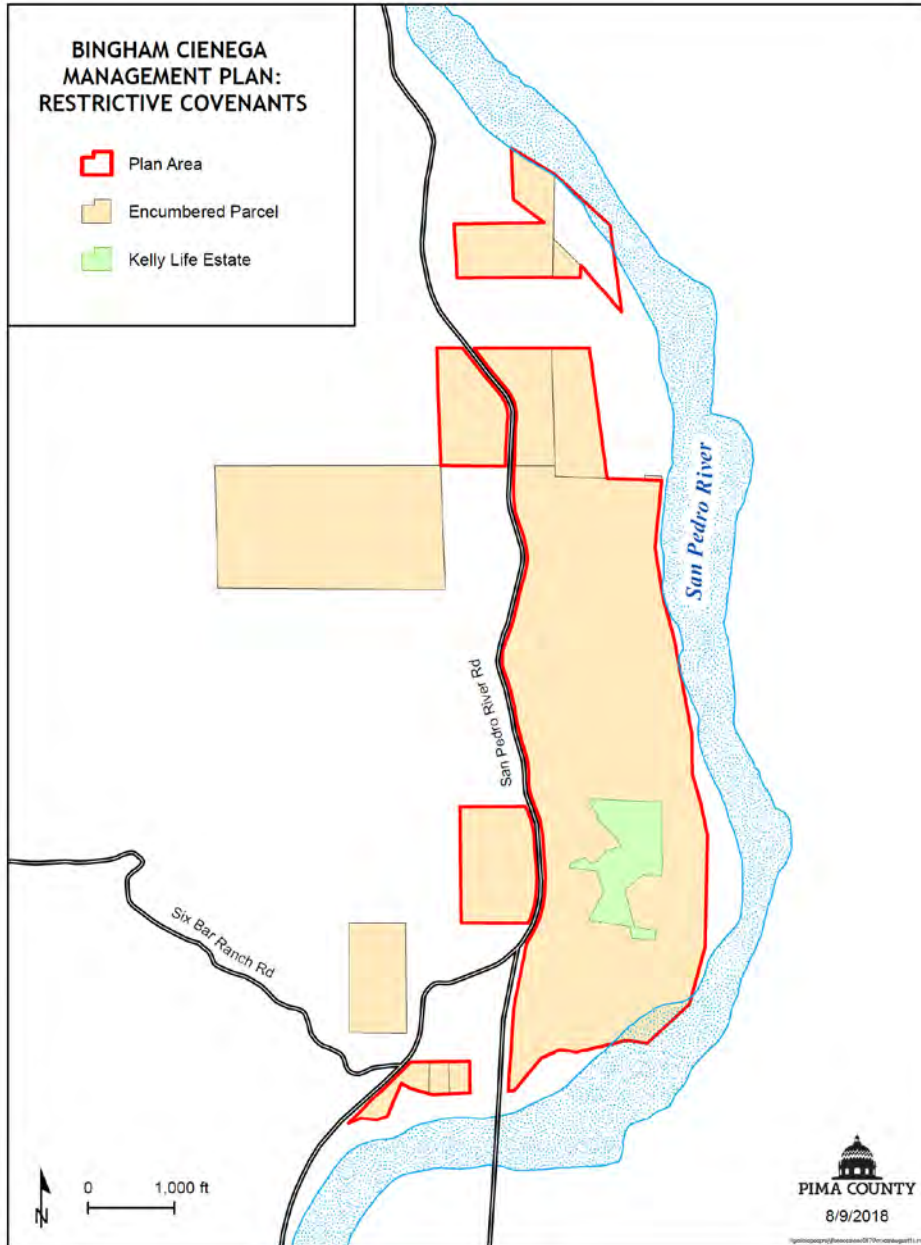 BINGHAM CIENEGA
MANAGEMENT PLAN:
RESTRICTIVE COVENANTS
Plan Area
Encumbered Parcel
Kelly Life Estate
San Pedro River
San Pedro River Rd
Six Bar Ranch Rd
N
0 1,000 ft
PIMA COUNTY
8/9/2018